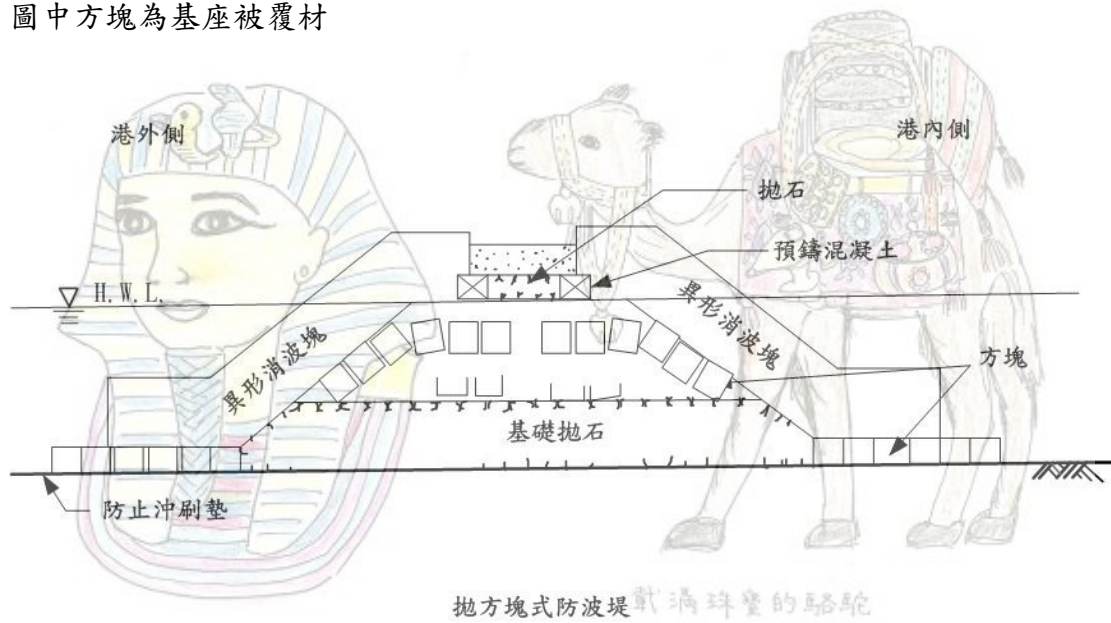 圖中方塊為基座被覆材
港外側
港內側
拋石
預鑄混凝土
H.W.L.
異形消波塊
異形消波塊
方塊
基礎拋石
防止沖刷墊
拋方塊式防波堤
載滿珠寶的駱駝